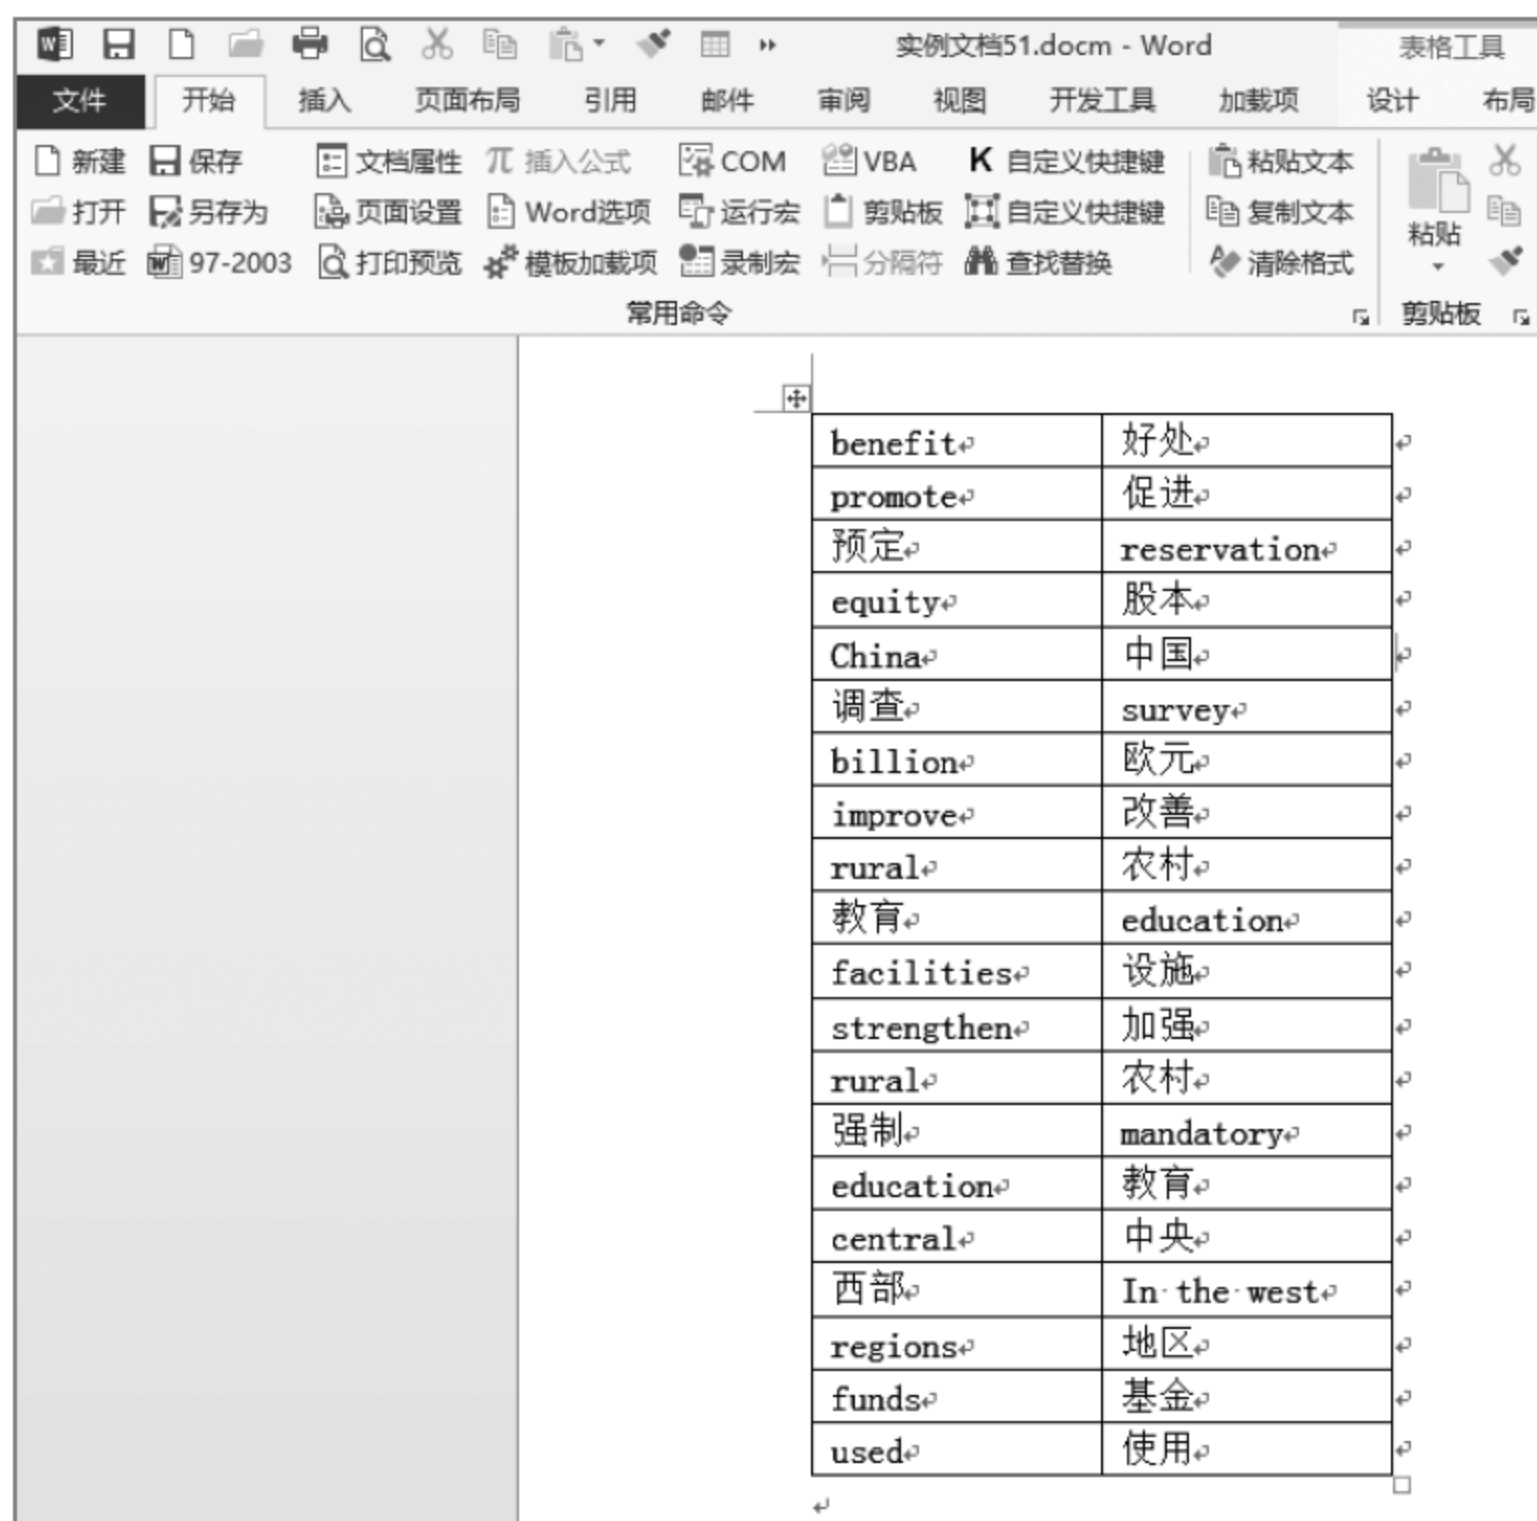 实例文档51.docm - Word 表格工具
文件 开始 插入 页面布局 引用 邮件 审阅 视图 开发工具 加载项 设计 布局
新建 保存 文档属性 π 插入公式 COM VBA K 自定义快捷键 粘贴文本
打开 另存为 页面设置 Word选项 运行宏 剪贴板 自定义快捷键 复制文本 粘贴
最近 97-2003 打印预览 模板加载项 录制宏 分隔符 查找替换 清除格式
常用命令 剪贴板
benefit 好处
promote 促进
预定 reservation
equity 股本
China 中国
调查 survey
billion 欧元
improve 改善
rural 农村
教育 education
facilities 设施
strengthen 加强
rural 农村
强制 mandatory
education 教育
central 中央
西部 In the west
regions 地区
funds 基金
used 使用